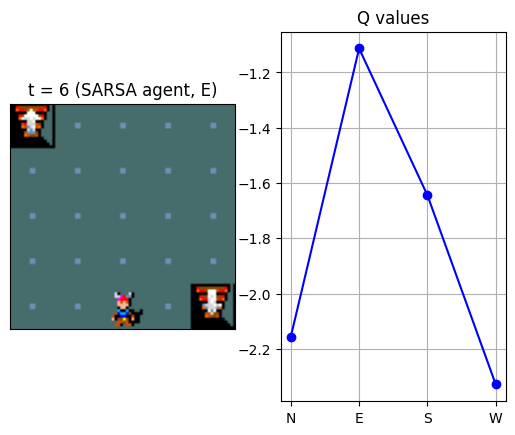 t = 6 (SARSA agent, E)
Q values
−1.2
−1.4
−1.6
−1.8
−2.0
−2.2
N E S W